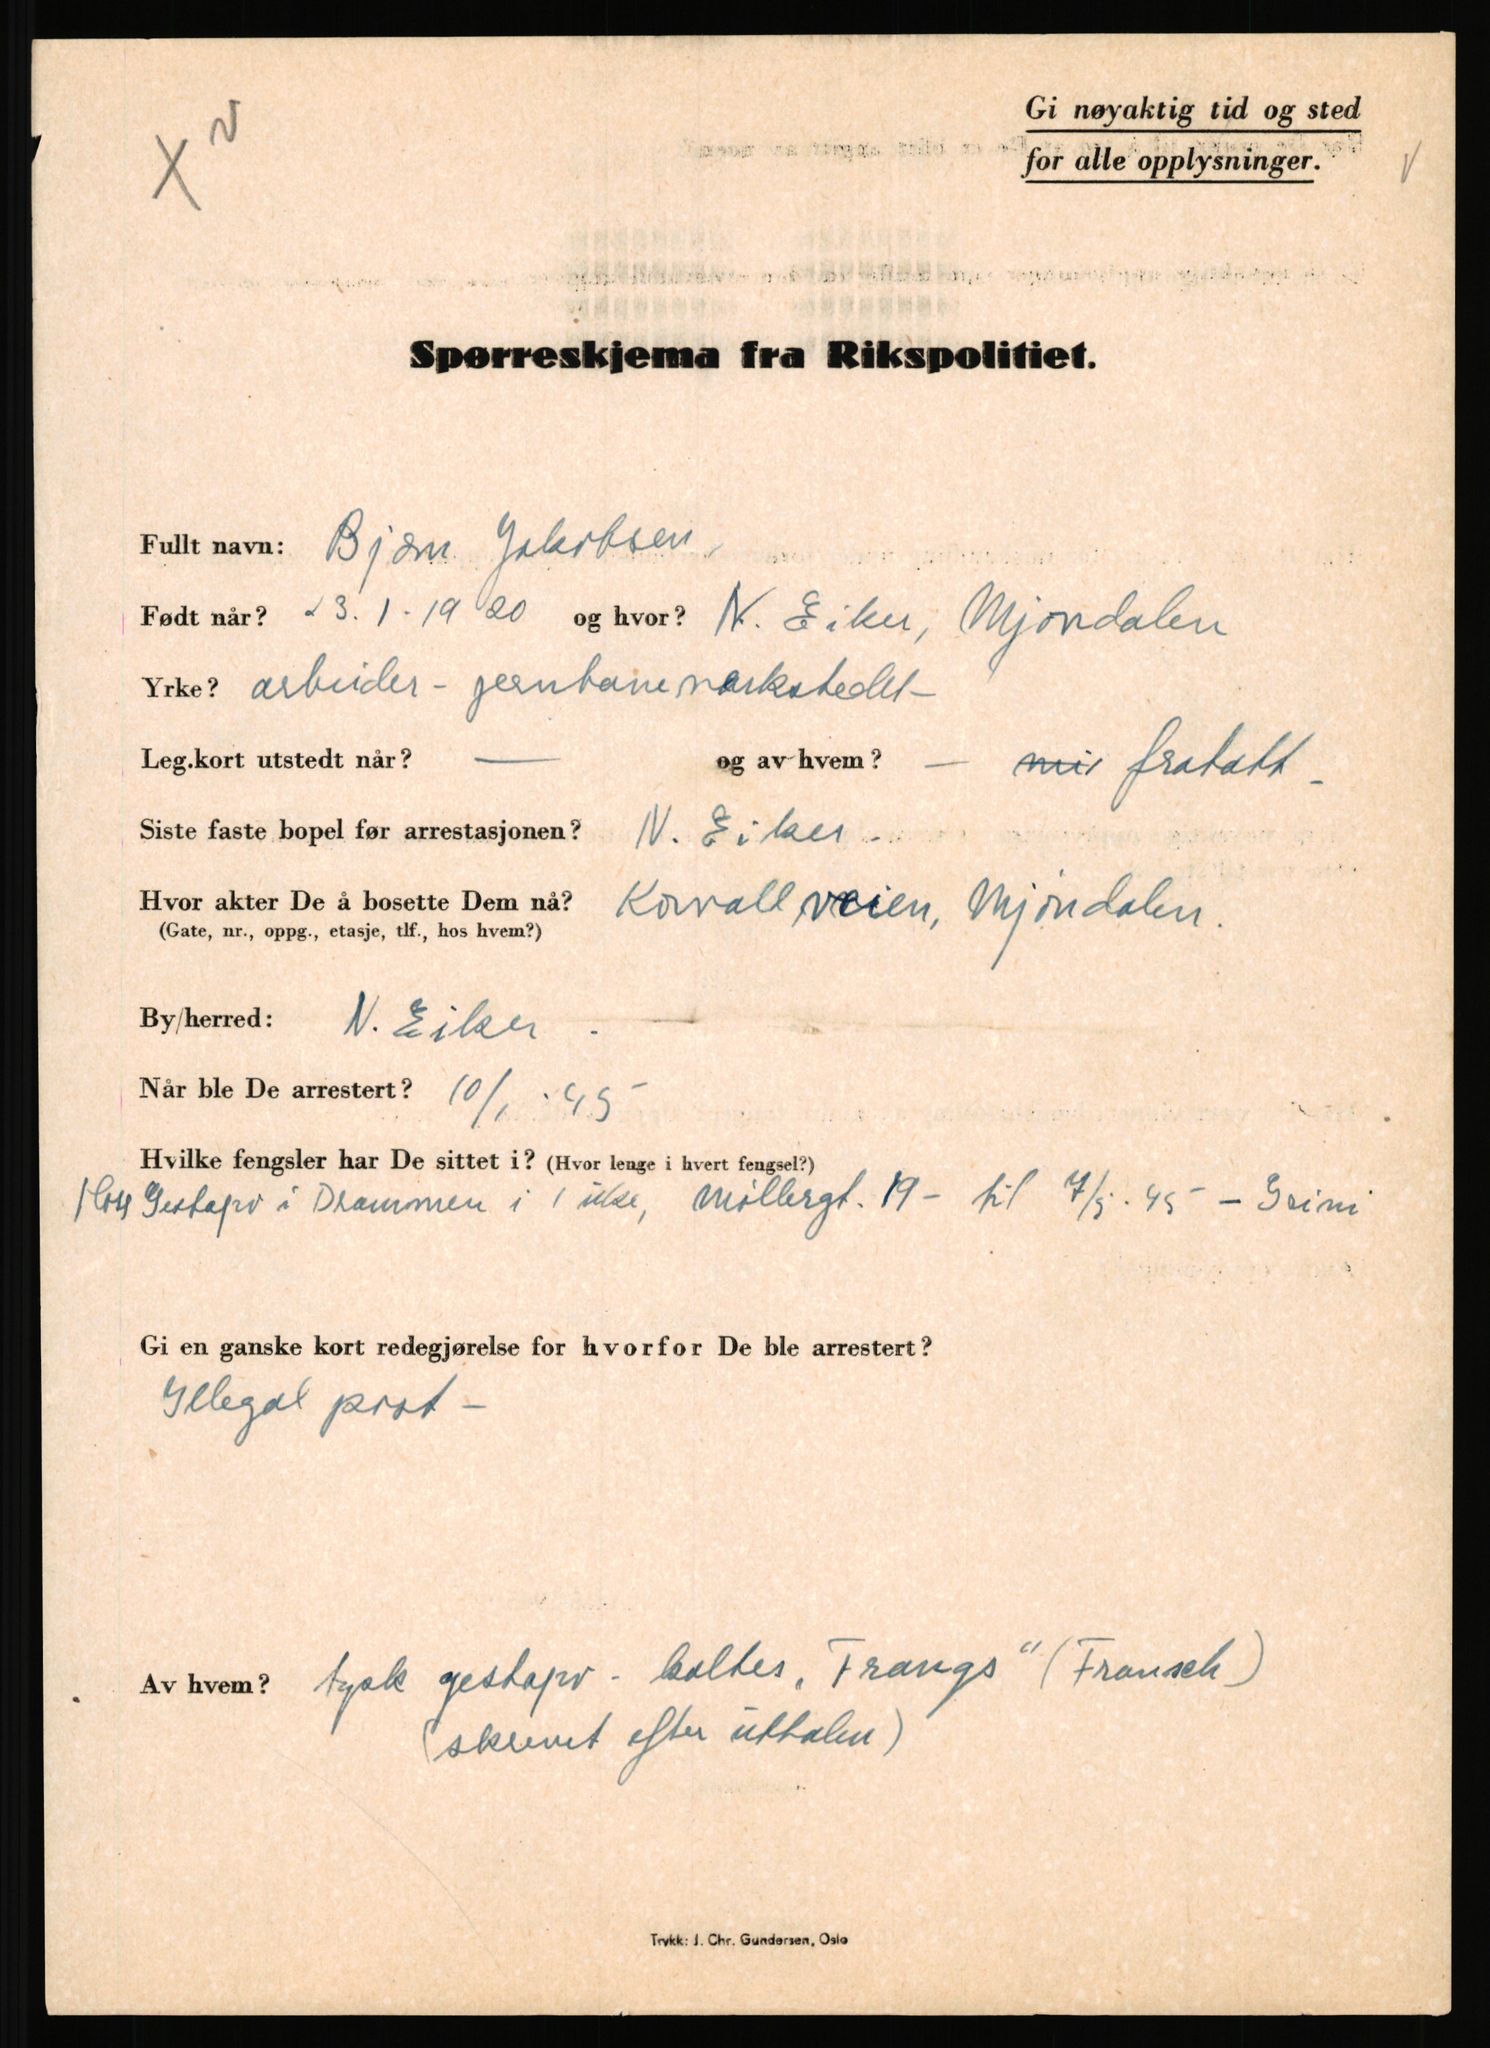 X v
Gi nøyaktig tid og sted
for alle opplysninger.
Spørreskjema fra Rikspolitiet.
Fullt navn: Bjørn Jakobsen
Født når? 23.1.1920 og hvor? N. Eiker, Mjøndalen
Yrke? arbeider - jernbaneverkstedet -
Leg.kort utstedt når? — og av hvem? — fratatt -
Siste faste bopel før arrestasjonen? N. Eiker.
Hvor akter De å bosette Dem nå? veien, Mjøndalen.
(Gate, nr., oppg., etasje, tlf., hos hvem?)
By/herred: N. Eiker.
Når ble De arrestert? 10/1.45
Hvilke fengsler har De sittet i? (Hvor lenge i hvert fengsel?)
Hos Gestapo i Drammen i 1 uke, Møllergt. 19 - til 7/5.45 - Grini
Gi en ganske kort redegjørelse for hvorfor De ble arrestert?
Illegal post -
Av hvem? tysk gestapo - kaltes „Frangs" (Fransch)
(skrevet efter uttalen)
Trykk: J. Chr. Gundersen, Oslo